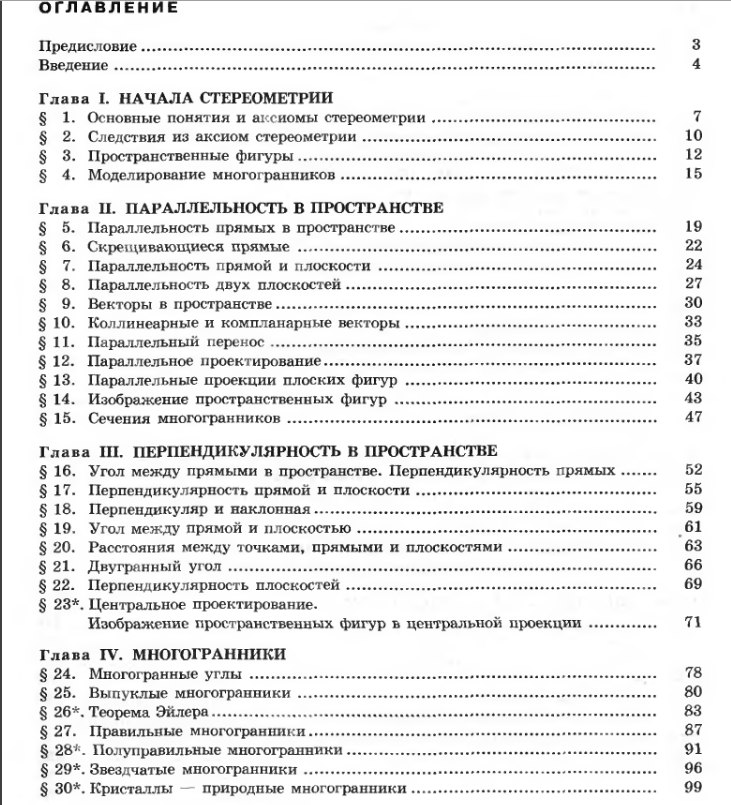 ОГЛАВЛЕНИЕ
Предисловие ........ 3
Введение ........ 4
Глава I. НАЧАЛА СТЕРЕОМЕТРИИ
§ 1. Основные понятия и аксиомы стереометрии ........ 7
§ 2. Следствия из аксиом стереометрии ........ 10
§ 3. Пространственные фигуры ........ 12
§ 4. Моделирование многогранников ........ 15
Глава II. ПАРАЛЛЕЛЬНОСТЬ В ПРОСТРАНСТВЕ
§ 5. Параллельность прямых в пространстве ........ 19
§ 6. Скрещивающиеся прямые ........ 22
§ 7. Параллельность прямой и плоскости ........ 24
§ 8. Параллельность двух плоскостей ........ 27
§ 9. Векторы в пространстве ........ 30
§ 10. Коллинеарные и компланарные векторы ........ 33
§ 11. Параллельный перенос ........ 35
§ 12. Параллельное проектирование ........ 37
§ 13. Параллельные проекции плоских фигур ........ 40
§ 14. Изображение пространственных фигур ........ 43
§ 15. Сечения многогранников ........ 47
Глава III. ПЕРПЕНДИКУЛЯРНОСТЬ В ПРОСТРАНСТВЕ
§ 16. Угол между прямыми в пространстве. Перпендикулярность прямых ....... 52
§ 17. Перпендикулярность прямой и плоскости ........ 55
§ 18. Перпендикуляр и наклонная ........ 59
§ 19. Угол между прямой и плоскостью ........ 61
§ 20. Расстояния между точками, прямыми и плоскостями ........ 63
§ 21. Двугранный угол ........ 66
§ 22. Перпендикулярность плоскостей ........ 69
§ 23*. Центральное проектирование.
Изображение пространственных фигур в центральной проекции ........ 71
Глава IV. МНОГОГРАННИКИ
§ 24. Многогранные углы ........ 78
§ 25. Выпуклые многогранники ........ 80
§ 26*. Теорема Эйлера ........ 83
§ 27. Правильные многогранники ........ 87
§ 28*. Полуправильные многогранники ........ 91
§ 29*. Звездчатые многогранники ........ 96
§ 30*. Кристаллы — природные многогранники ........ 99